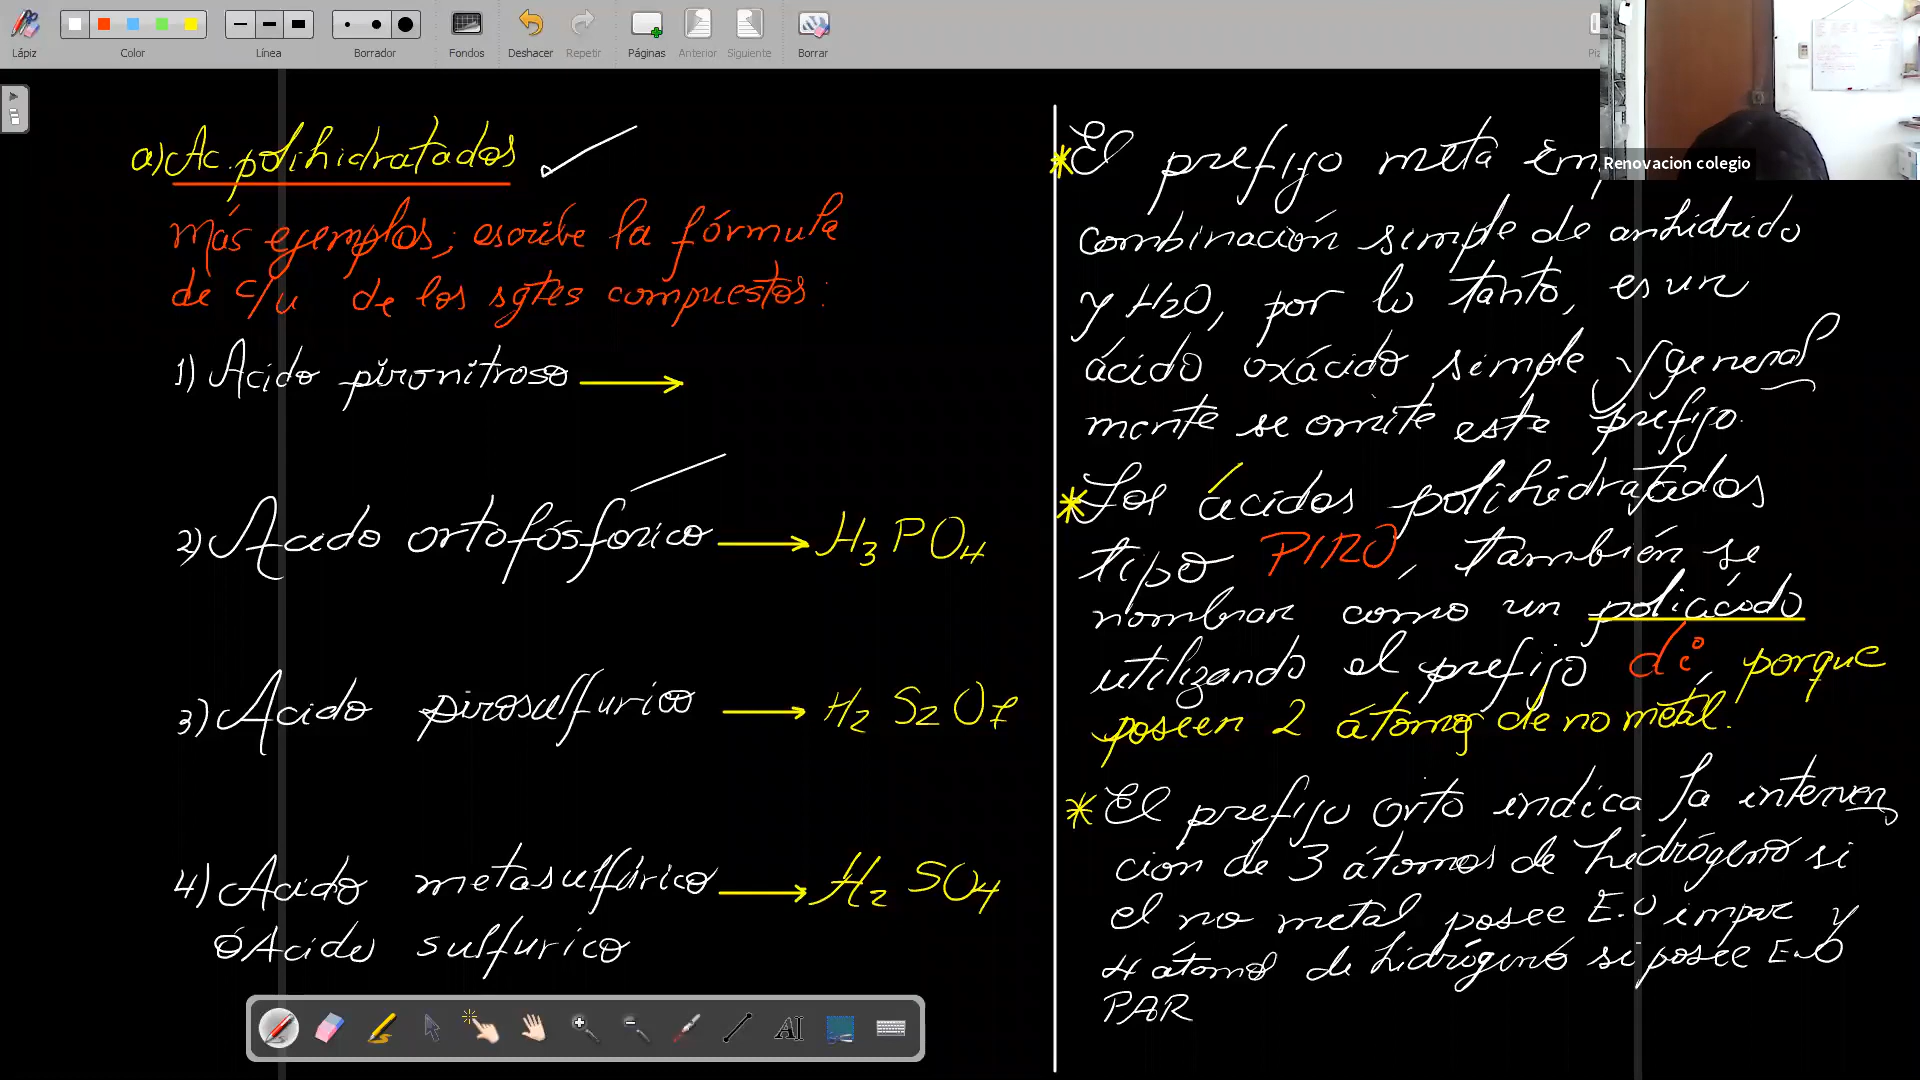 Lápiz
Color
Línea
Borrador
Fondos
Deshacer
Repetir
Páginas
Anterior
Siguiente
Borrar
Renovacion colegio
a) Ac. polihidratados
más ejemplos; escribe la fórmula
de c/u de los sgtes compuestos:
1) Acido pironitroso →
2) Acido ortofósforico → H3PO4
3) Acido pirosulfurico → H2S2O7
4) Acido metasulfúrico → H2SO4
ó Acido sulfurico
* El prefijo meta
combinación simple de anhidrido
y H2O, por lo tanto, es un
ácido oxácido simple y general
mente se omite este prefijo.
* Los ácidos polihidratados
tipo PIRO, también se
nombran como un poliácido
utilizando el prefijo di, porque
poseen 2 átomos de no metal.
* El prefijo orto indica la interven
ción de 3 átomos de hidrógeno si
el no metal posee E.O impar y
4 átomos de hidrógeno si posee E.O
PAR